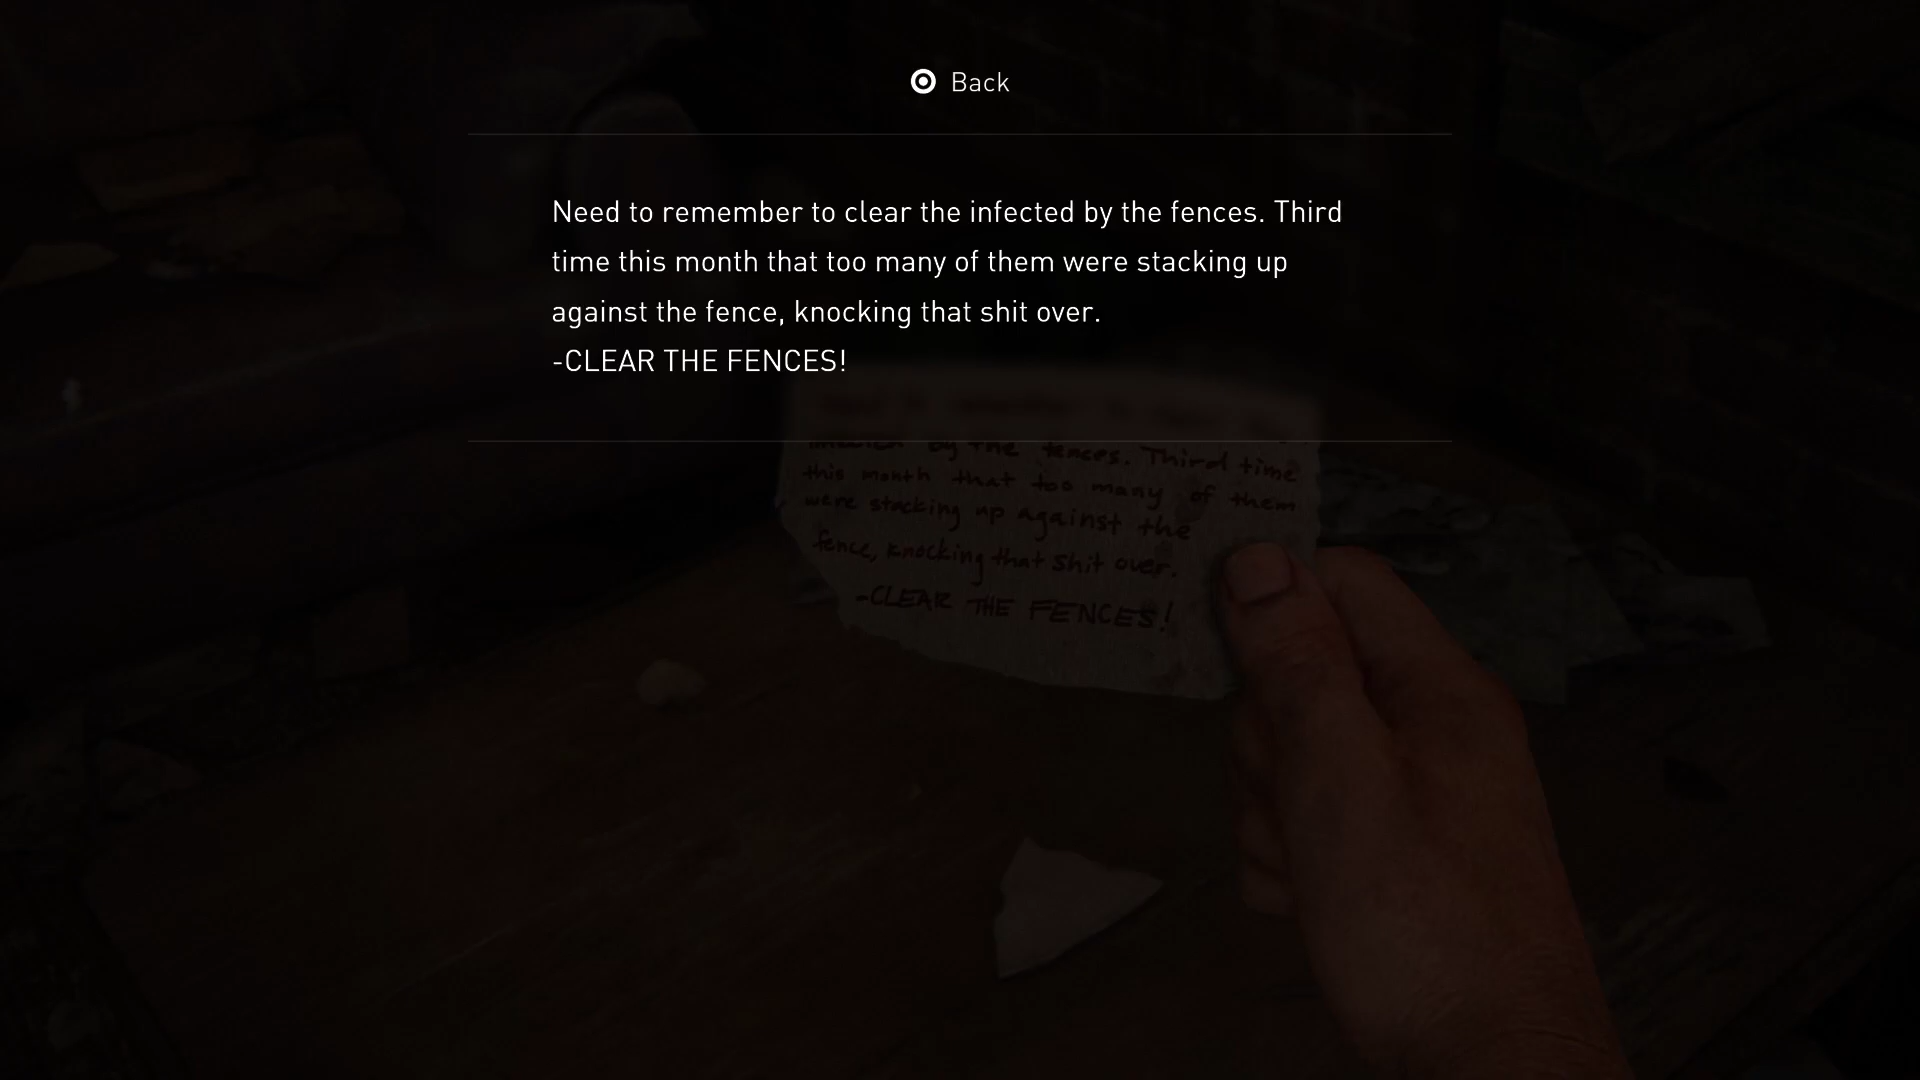 Back
Need to remember to clear the infected by the fences. Third
time this month that too many of them were stacking up
against the fence, knocking that shit over.
-CLEAR THE FENCES!
by the fences. Third time
this month that too many of them
were stacking up against the
fence, knocking that shit over.
-CLEAR THE FENCES!